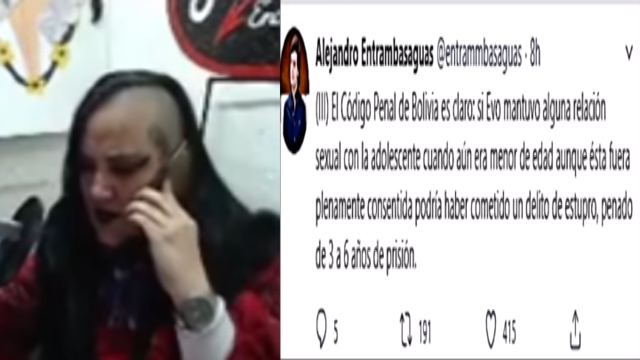 Alejandro Entrambasaguas @entrammbasaguas · 8h
(III) El Código Penal de Bolivia es claro: si Evo mantuvo alguna relación
sexual con la adolescente cuando aún era menor de edad aunque ésta fuera
plenamente consentida podría haber cometido un delito de estupro, penado
de 3 a 6 años de prisión.
5 191 415